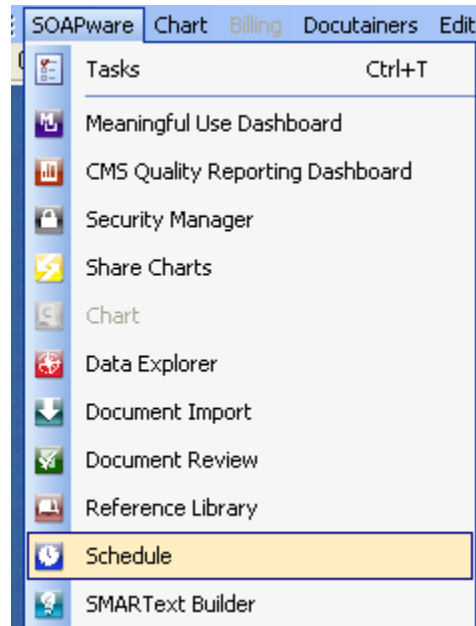 SOAPware Chart Billing Docutainers Edit
Tasks Ctrl+T
Meaningful Use Dashboard
CMS Quality Reporting Dashboard
Security Manager
Share Charts
Chart
Data Explorer
Document Import
Document Review
Reference Library
Schedule
SMARText Builder